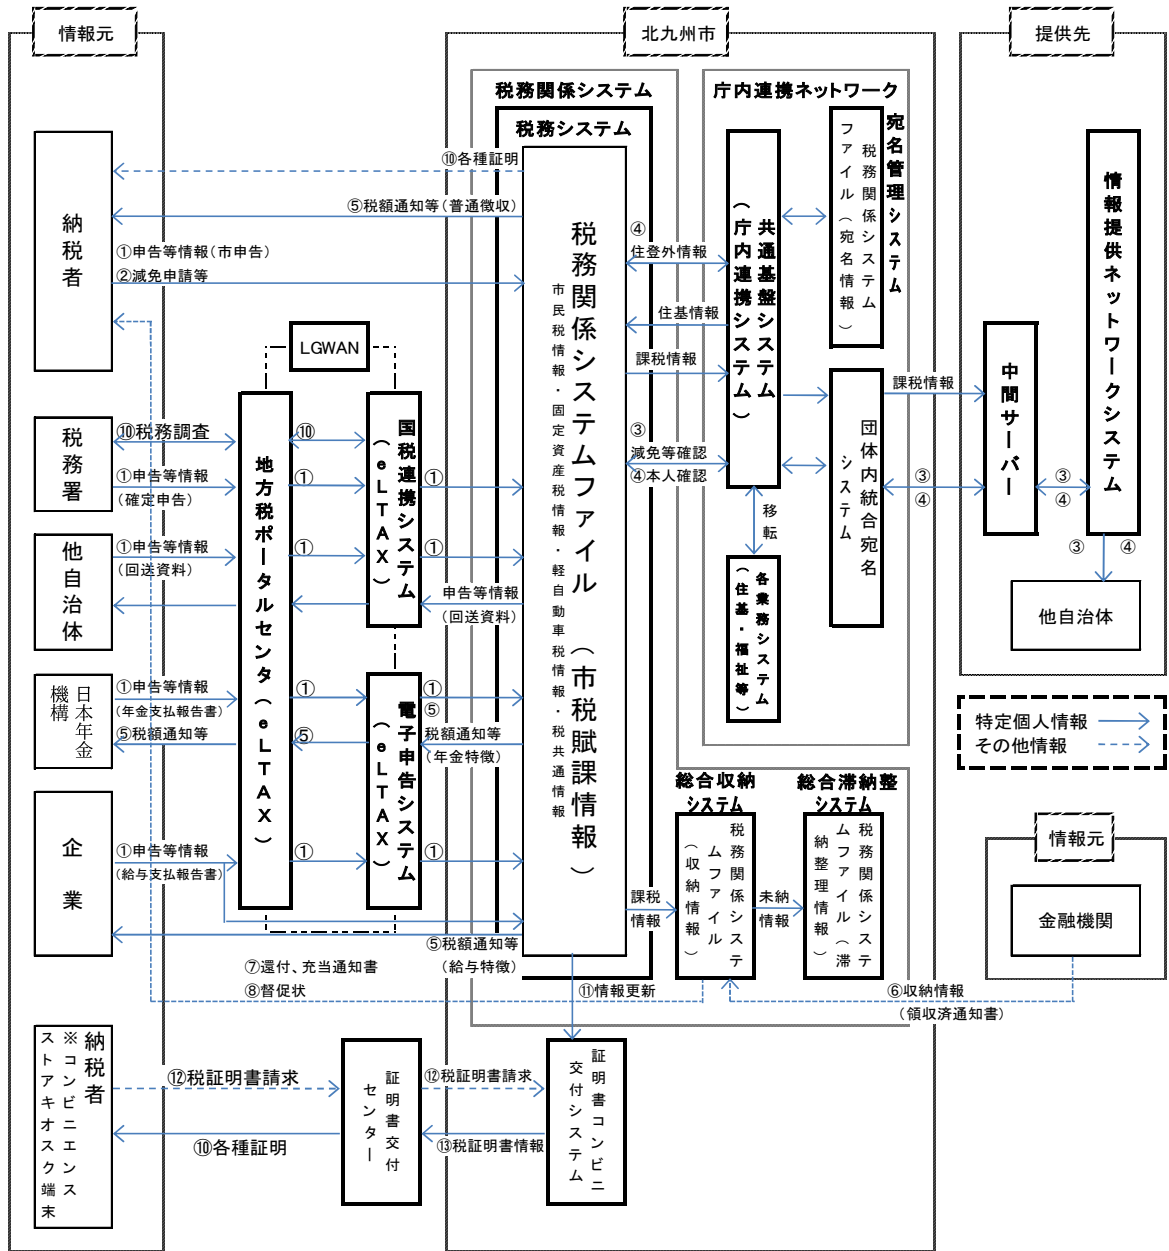 情報元
北九州市
提供先
税務関係システム
庁内連携ネットワーク
税務システム
宛名管理システム
税務関係システム
ファイル（宛名情報）
納税者
⑩各種証明
⑤税額通知等（普通徴収）
①申告等情報（市申告）
②減免申請等
税務関係システムファイル（市税賦課情報）
市民税情報・固定資産税情報・軽自動車税情報・税共通情報
④
住登外情報
住基情報
課税情報
③
減免等確認
④本人確認
共通基盤システム
（庁内連携システム）
移転
各業務システム
（住基・福祉等）
団体内統合宛名
システム
課税情報
③
④
中間サーバー
③
④
情報提供ネットワークシステム
③
④
他自治体
LGWAN
税務署
⑩税務調査
①申告等情報
（確定申告）
他自治体
①申告等情報
（回送資料）
日本年金
機構
①申告等情報
（年金支払報告書）
⑤税額通知等
企業
①申告等情報
（給与支払報告書）
地方税ポータルセンタ（eLTAX）
⑩
①
①
①
⑤
①
国税連携システム
（eLTAX）
①
①
申告等情報
（回送資料）
電子申告システム
（eLTAX）
①
⑤
税額通知等
（年金特徴）
①
⑤税額通知等
（給与特徴）
特定個人情報
その他情報
総合収納
システム
税務関係システ
ムファイル
（収納情報）
総合滞納整
システム
税務関係システ
ムファイル（滞
納整理情報）
課税
情報
未納
情報
情報元
金融機関
⑥収納情報
（領収済通知書）
⑦還付、充当通知書
⑧督促状
⑪情報更新
納税者
※コンビニエンス
ストアキオスク端末
⑫税証明書請求
⑩各種証明
証明書交付
センター
⑫税証明書請求
⑬税証明書情報
証明書コンビニ
交付システム